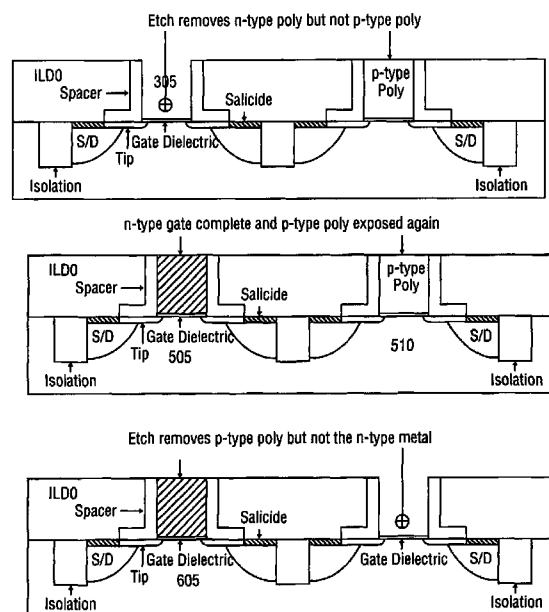 Etch removes n-type poly but not p-type poly
ILD0
305
p-type
Poly
Spacer
Salicide
S/D
Tip
Gate Dielectric
S/D
Isolation
Isolation
n-type gate complete and p-type poly exposed again
ILD0
p-type
Poly
Spacer
Salicide
S/D
Tip
Gate Dielectric
505
510
S/D
Isolation
Isolation
Etch removes p-type poly but not the n-type metal
ILD0
Spacer
Salicide
S/D
Tip
Gate Dielectric
605
Gate Dielectric
S/D
Isolation
Isolation